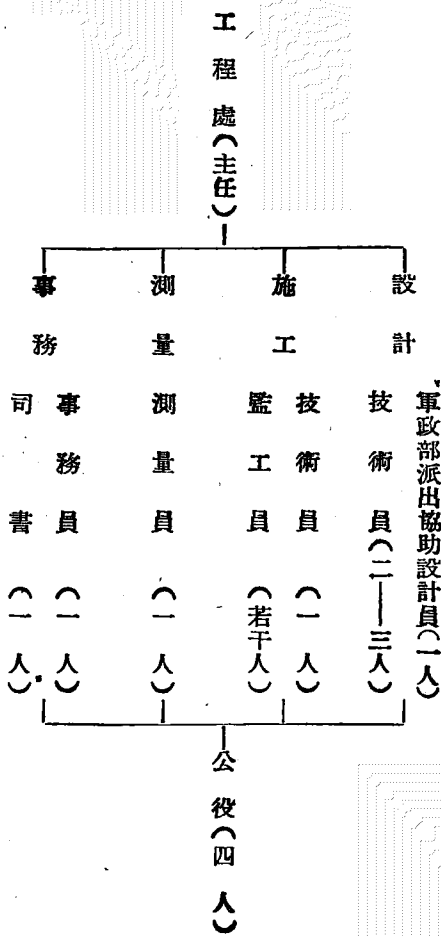 工程處(主任)
設計
軍政部派出協助設計員(一人)
技術員(二——三人)
施工
技術員(一人)
監工員(若干人)
測量
測量員(一人)
事務
事務員(一人)
司書(一人)
公役(四人)